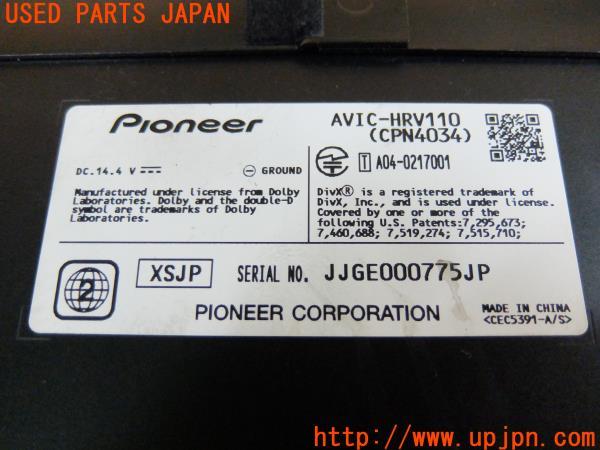 USED PARTS JAPAN
Pioneer
AVIC-HRV110
(CPN4034)
DC.14.4 V
GROUND
T A04-0217001
Manufactured under license from Dolby
Laboratories. Dolby and the double-D
symbol are trademarks of Dolby
Laboratories.
DivX® is a registered trademark of
DivX, Inc., and is used under license.
Covered by one or more of the
following U.S. Patents:7,295,673;
7,460,688; 7,519,274; 7,515,710;
2
XSJP
SERIAL NO. JJGE000775JP
PIONEER CORPORATION
MADE IN CHINA
<CEC5391-A/S>
http://www.upjpn.com